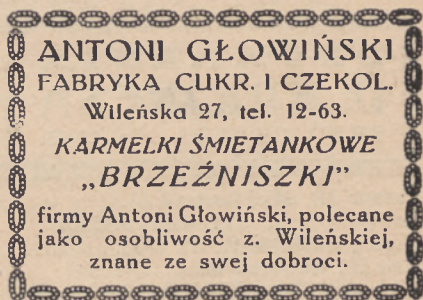 ANTONI GŁOWIŃSKI
FABRYKA CUKR. I CZEKOL.
Wileńska 27, tel. 12-63.
KARMELKI ŚMIETANKOWE
„BRZEŹNISZKI”
firmy Antoni Głowiński, polecane
jako osobliwość z. Wileńskiej,
znane ze swej dobroci.